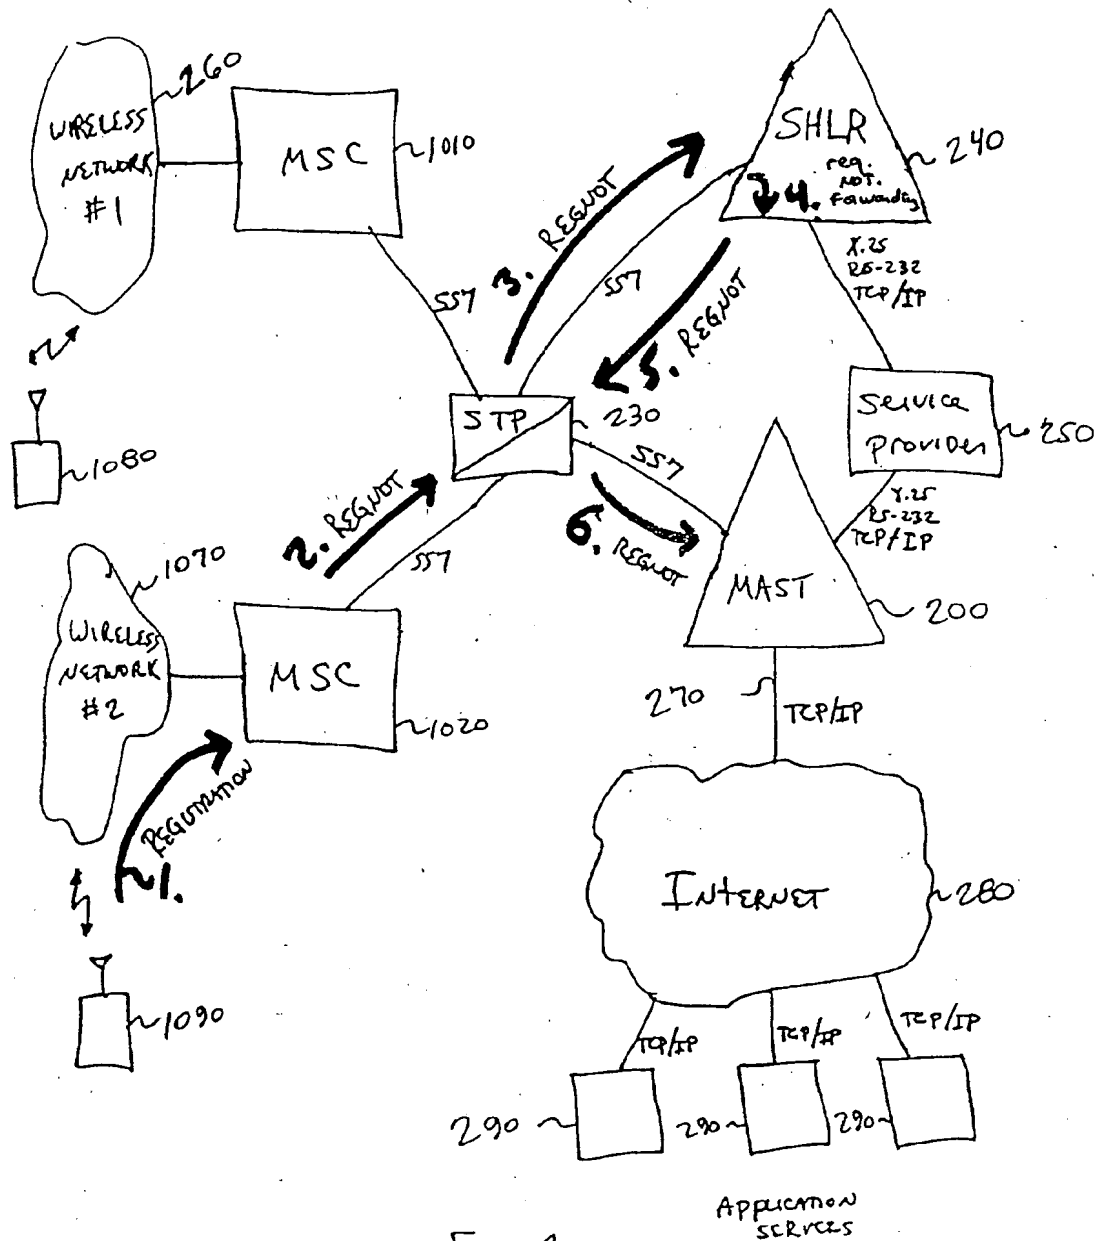 WIRELESS
NETWORK
#1
260
MSC
1010
SHLR
240
req.
NOT.
Forwarding
4.
3. REGNOT
SS7
SS7
5. REGNOT
X.25
RS-232
TCP/IP
1080
STP
230
SS7
Service
Provider
250
X.25
RS-232
TCP/IP
2. REGNOT
SS7
6. REGNOT
MAST
200
1070
WIRELESS
NETWORK
#2
MSC
1020
270
TCP/IP
REGISTRATION
1.
INTERNET
280
1090
TCP/IP
TCP/IP
TCP/IP
290
290
290
APPLICATION
SERVERS